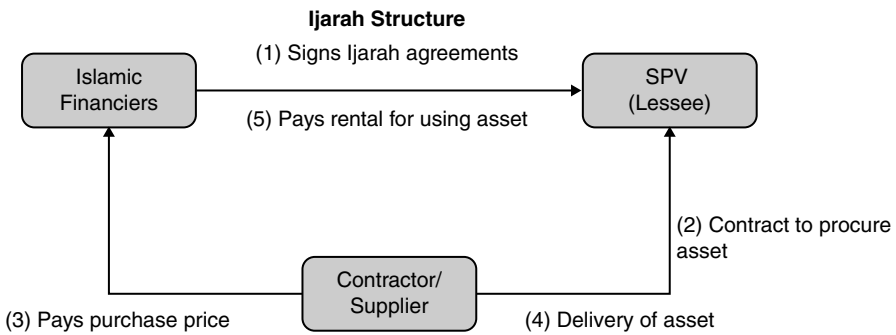 Ijarah Structure
(1) Signs Ijarah agreements
Islamic
Financiers
SPV
(Lessee)
(5) Pays rental for using asset
(2) Contract to procure
asset
Contractor/
Supplier
(3) Pays purchase price
(4) Delivery of asset